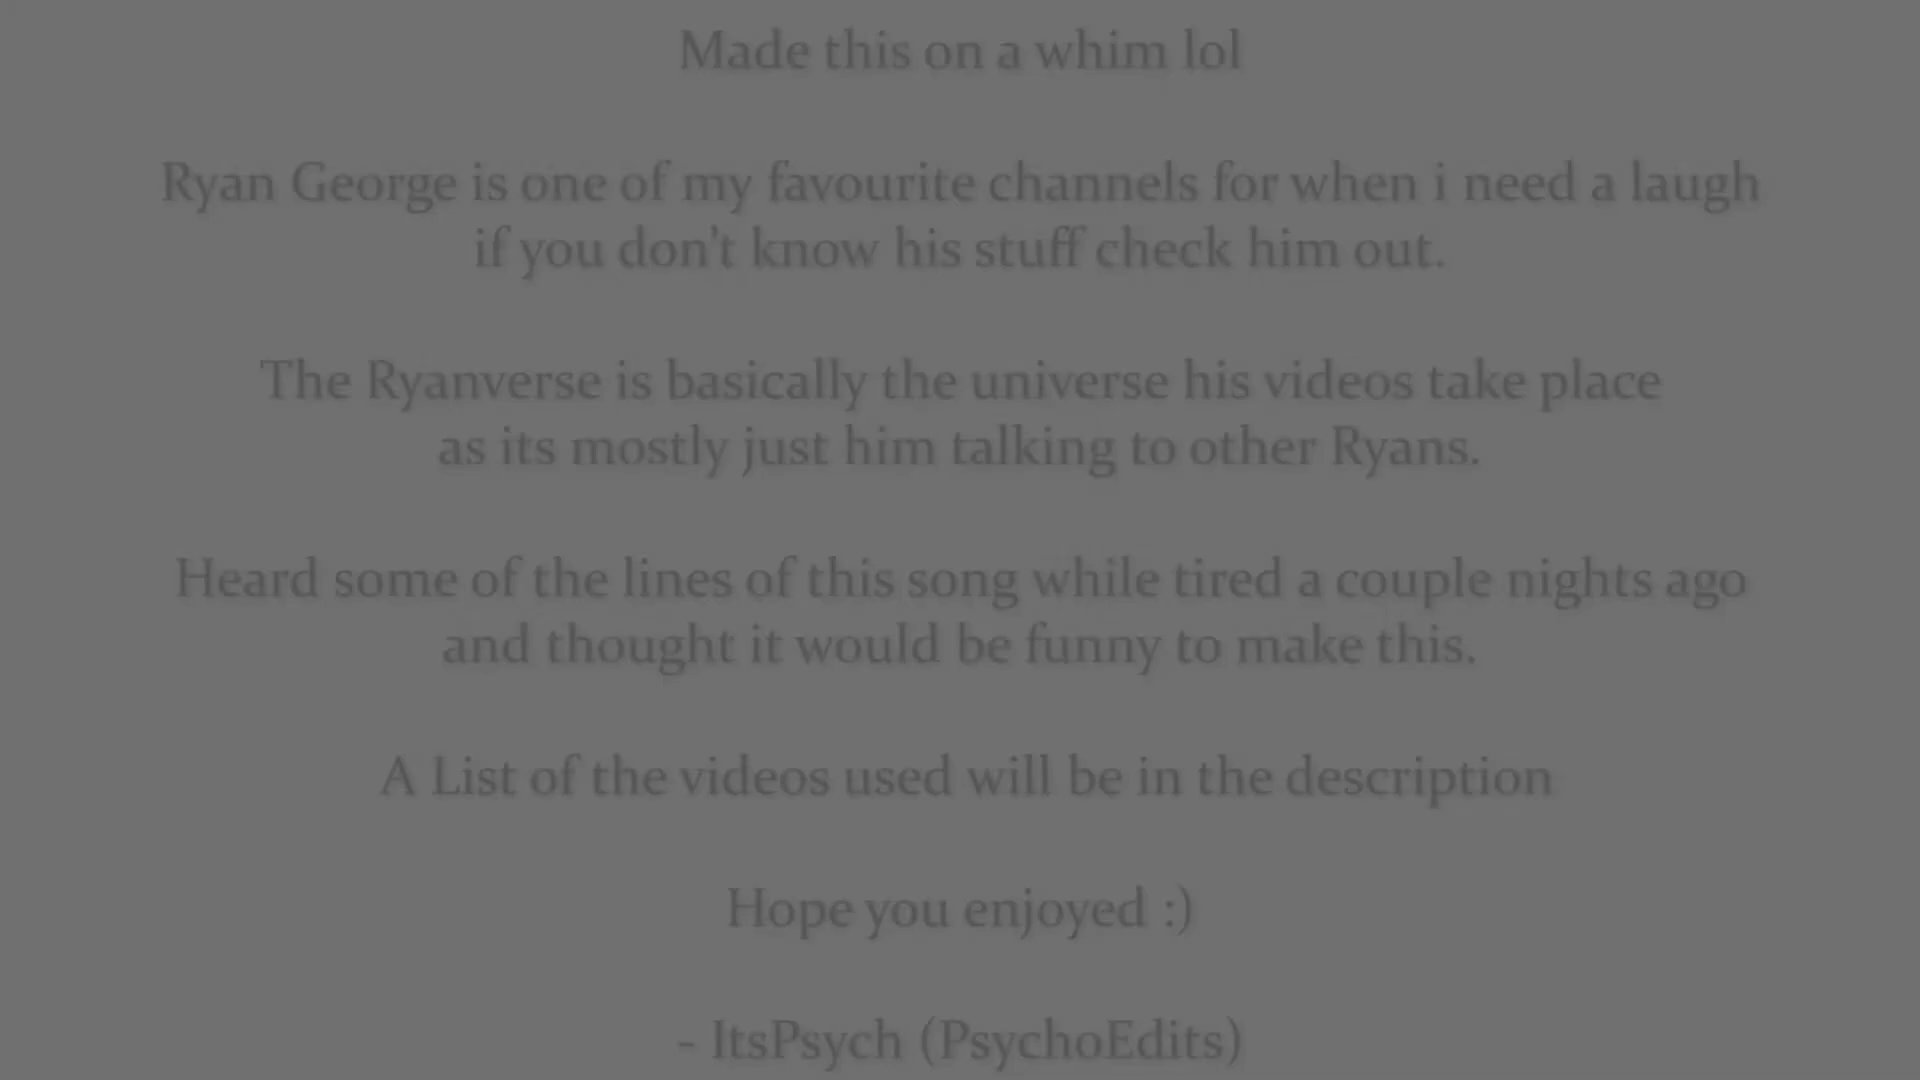 Made this on a whim lol
Ryan George is one of my favourite channels for when i need a laugh
if you don't know his stuff check him out.
The Ryanverse is basically the universe his videos take place
as its mostly just him talking to other Ryans.
Heard some of the lines of this song while tired a couple nights ago
and thought it would be funny to make this.
A List of the videos used will be in the description
Hope you enjoyed :)
- ItsPsych (PsychoEdits)